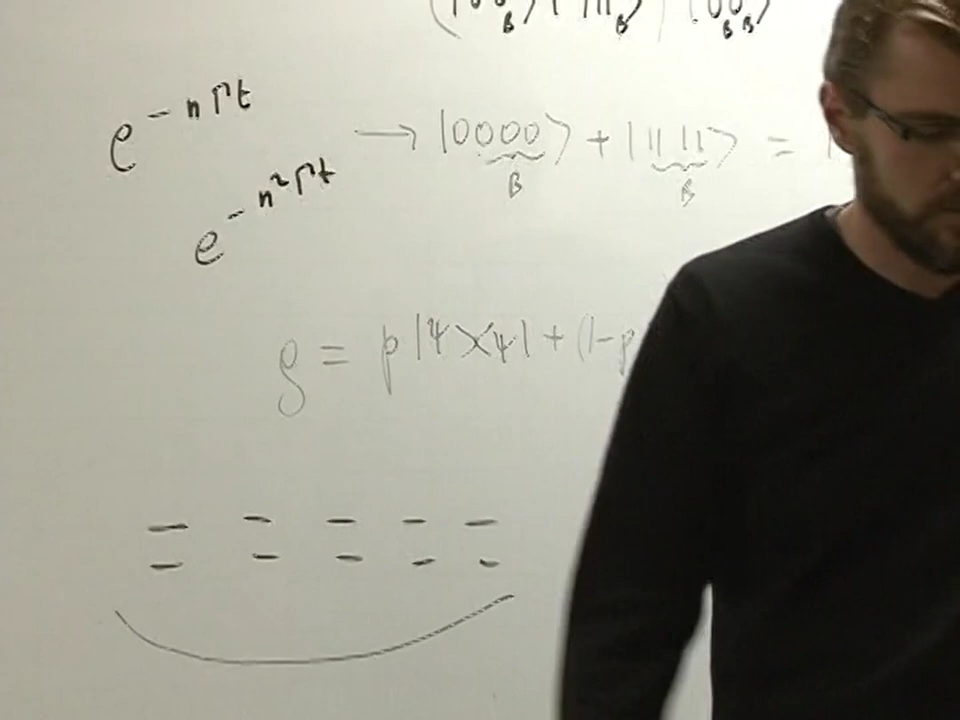 e^{-nΓt}
→ |0000⟩ + |1111⟩ =
B B
e^{-n²Γt}
ρ = p|ψ⟩⟨ψ| + (1-p